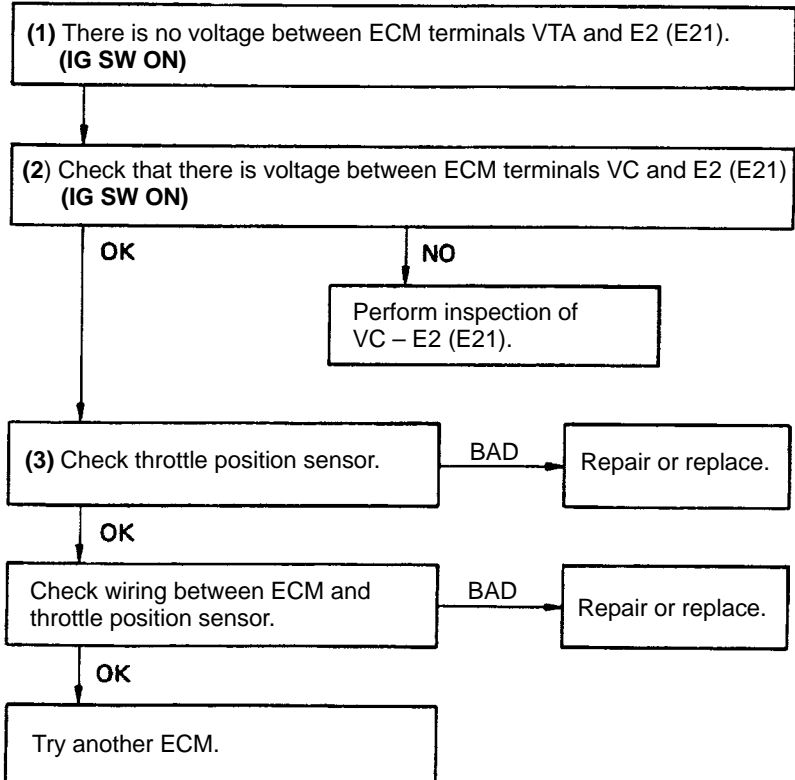 (1) There is no voltage between ECM terminals VTA and E2 (E21).
(IG SW ON)
(2) Check that there is voltage between ECM terminals VC and E2 (E21)
(IG SW ON)
OK
NO
Perform inspection of
VC – E2 (E21).
(3) Check throttle position sensor.
BAD
Repair or replace.
OK
Check wiring between ECM and
throttle position sensor.
BAD
Repair or replace.
OK
Try another ECM.